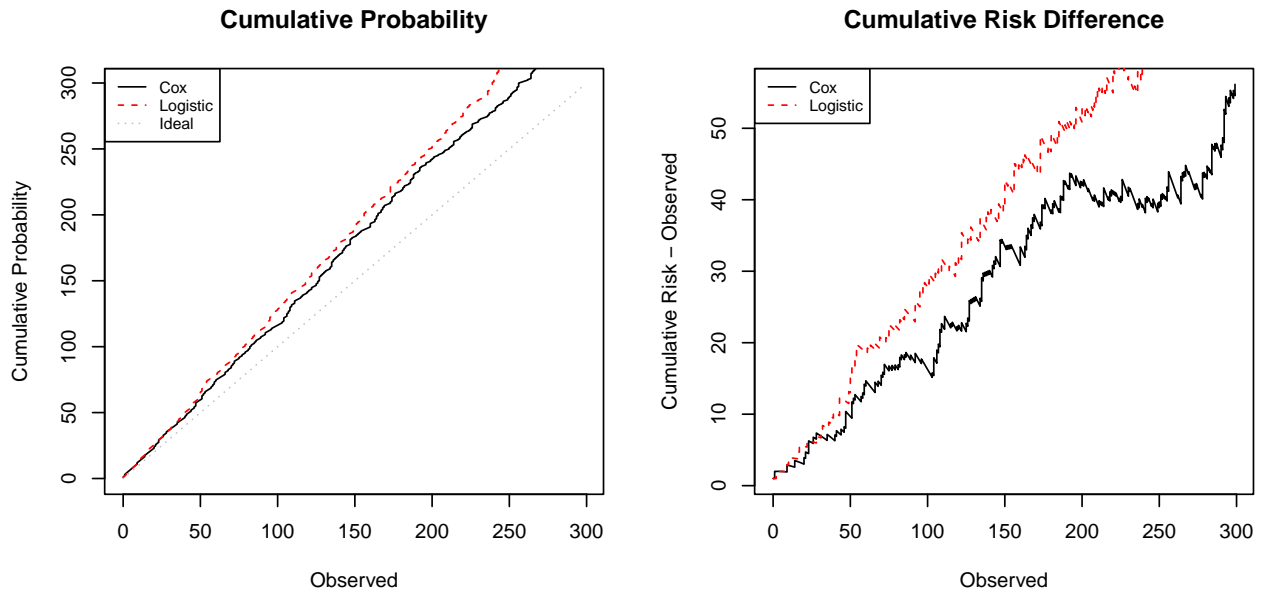 Cumulative Probability
Cox
Logistic
Ideal
Cumulative Probability
0
50
100
150
200
250
300
0
50
100
150
200
250
300
Observed
Cumulative Risk Difference
Cox
Logistic
Cumulative Risk − Observed
0
10
20
30
40
50
0
50
100
150
200
250
300
Observed